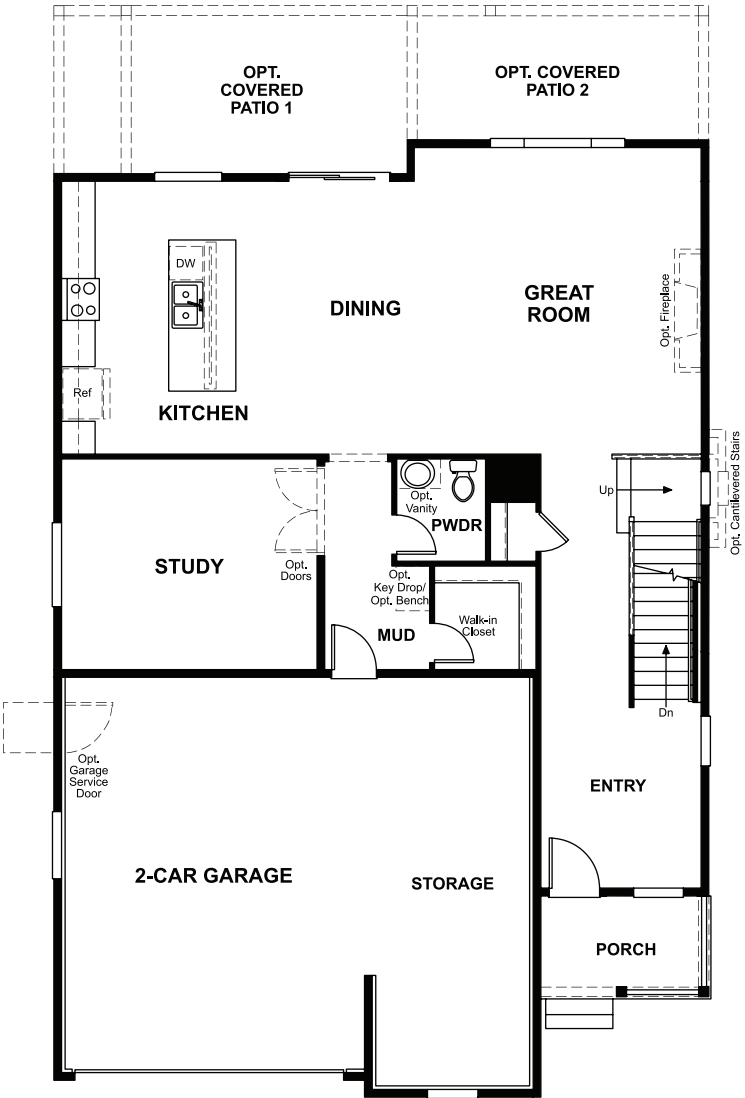 OPT.
COVERED
PATIO 1
OPT. COVERED
PATIO 2
DW
GREAT
ROOM
DINING
Opt. Fireplace
Ref
KITCHEN
Opt. Cantilevered Stairs
Up
Opt.
Vanity
PWDR
STUDY
Opt.
Doors
Opt.
Key Drop/
Opt. Bench
Walk-in
Closet
MUD
Dn
Opt.
Garage
Service
Door
ENTRY
2-CAR GARAGE
STORAGE
PORCH